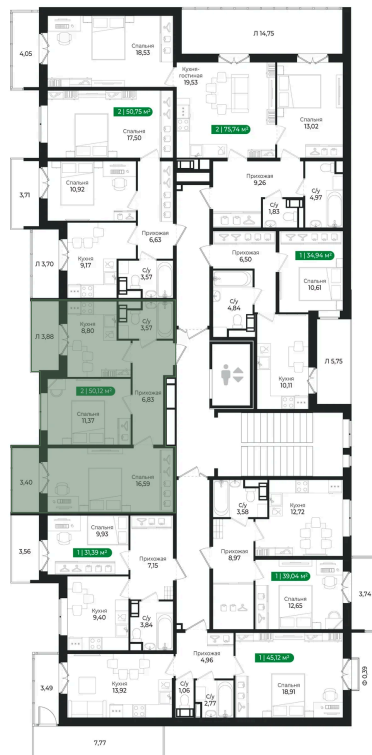 4,05
Спальня
18,53
Л 14,75
Кухня-
гостиная
19,53
2 | 50,75 м²
Спальня
17,50
2 | 75,74 м²
Спальня
13,02
3,71
Спальня
10,92
Прихожая
9,26
С/у
1,83
С/у
4,97
Прихожая
6,63
Л 3,70
Кухня
9,17
С/у
3,57
Прихожая
6,50
1 | 34,94 м²
Спальня
10,61
С/у
4,84
Л 3,88
Кухня
8,80
С/у
3,57
Кухня
10,11
Л 5,75
2 | 50,12 м²
Спальня
11,37
Прихожая
6,83
3,40
Спальня
16,59
С/у
3,58
Кухня
12,72
3,56
Спальня
9,93
1 | 31,39 м²
Прихожая
7,15
Прихожая
8,97
1 | 39,04 м²
Спальня
12,65
3,74
Кухня
9,40
С/у
3,84
Прихожая
4,96
1 | 45,12 м²
Ф 0,39
3,49
Кухня
13,92
С/у
1,06
С/у
2,77
Спальня
18,91
7,77